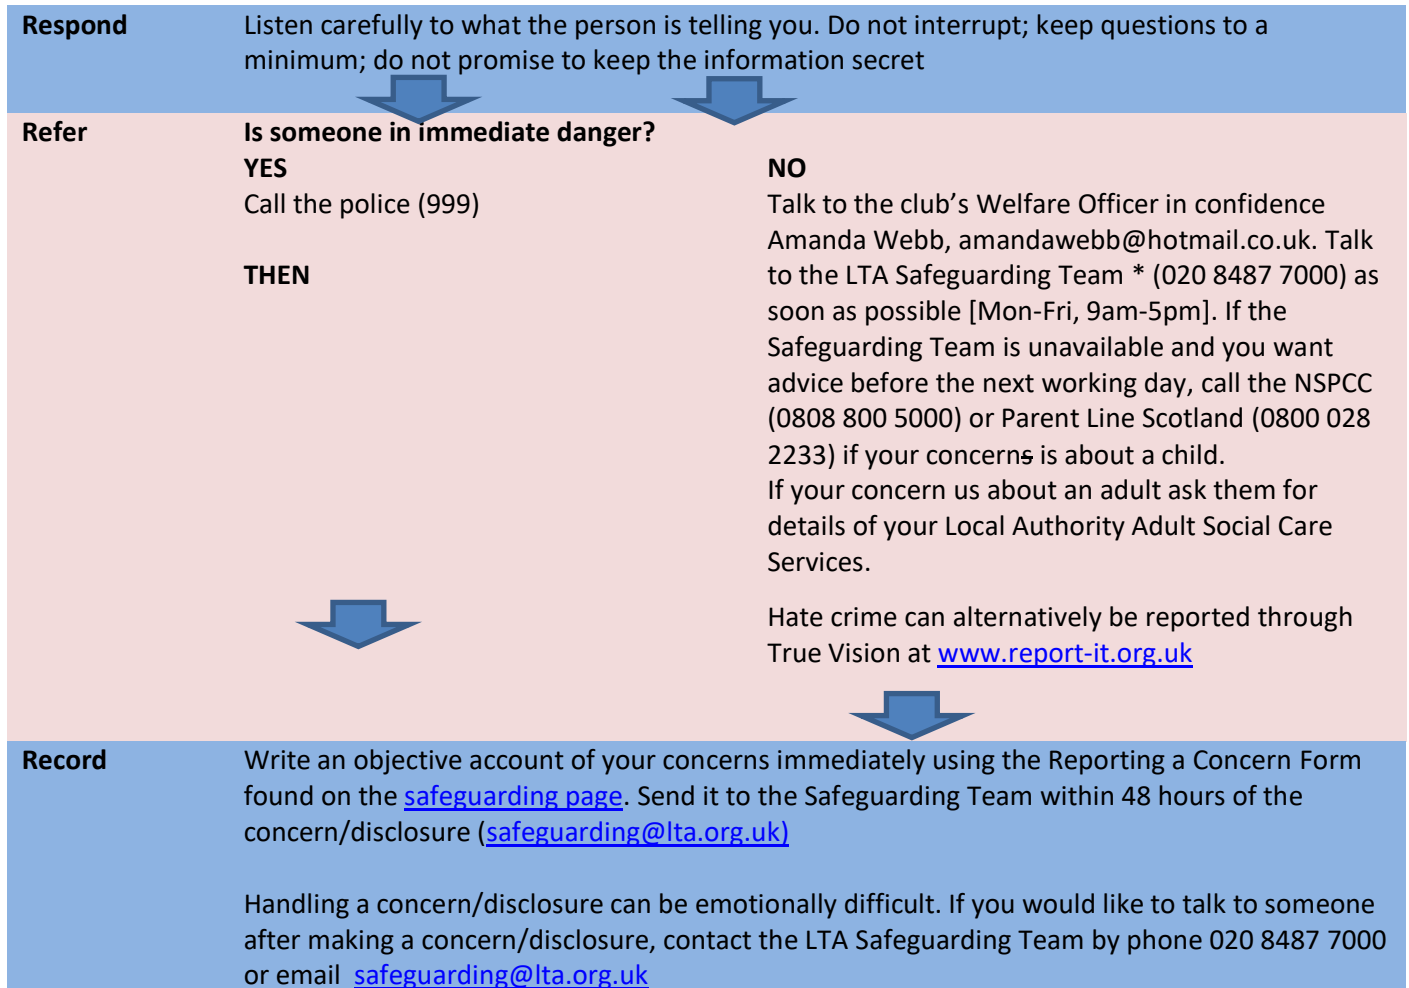 Respond
Listen carefully to what the person is telling you. Do not interrupt; keep questions to a
minimum; do not promise to keep the information secret
Refer
Is someone in immediate danger?
YES
Call the police (999)
THEN
NO
Talk to the club’s Welfare Officer in confidence
Amanda Webb, amandawebb@hotmail.co.uk. Talk
to the LTA Safeguarding Team * (020 8487 7000) as
soon as possible [Mon-Fri, 9am-5pm]. If the
Safeguarding Team is unavailable and you want
advice before the next working day, call the NSPCC
(0808 800 5000) or Parent Line Scotland (0800 028
2233) if your concerns is about a child.
If your concern us about an adult ask them for
details of your Local Authority Adult Social Care
Services.
Hate crime can alternatively be reported through
True Vision at www.report-it.org.uk
Record
Write an objective account of your concerns immediately using the Reporting a Concern Form
found on the safeguarding page. Send it to the Safeguarding Team within 48 hours of the
concern/disclosure (safeguarding@lta.org.uk)
Handling a concern/disclosure can be emotionally difficult. If you would like to talk to someone
after making a concern/disclosure, contact the LTA Safeguarding Team by phone 020 8487 7000
or email safeguarding@lta.org.uk